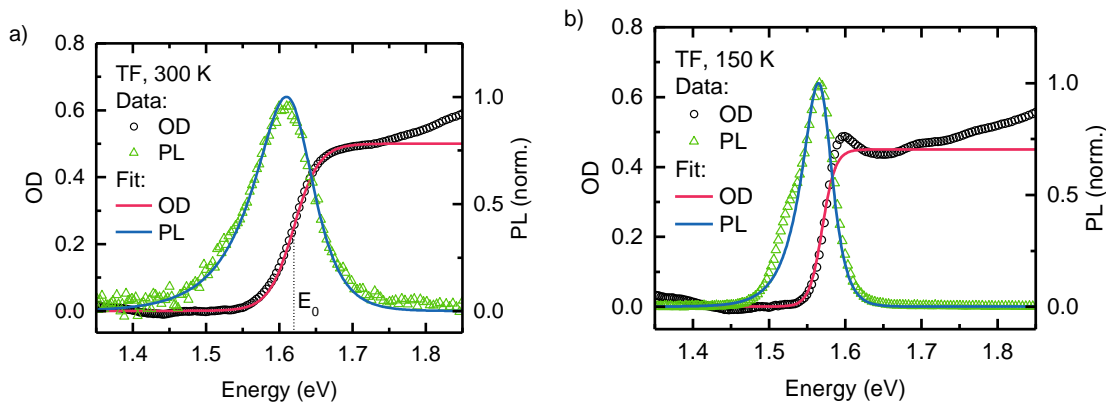 a)
0.8
0.6
0.4
0.2
0.0
OD
TF, 300 K
Data:
OD
PL
Fit:
OD
PL
E0
1.0
0.5
0.0
PL (norm.)
1.4 1.5 1.6 1.7 1.8
Energy (eV)
b)
0.8
0.6
0.4
0.2
0.0
OD
TF, 150 K
Data:
OD
PL
Fit:
OD
PL
1.0
0.5
0.0
PL (norm.)
1.4 1.5 1.6 1.7 1.8
Energy (eV)